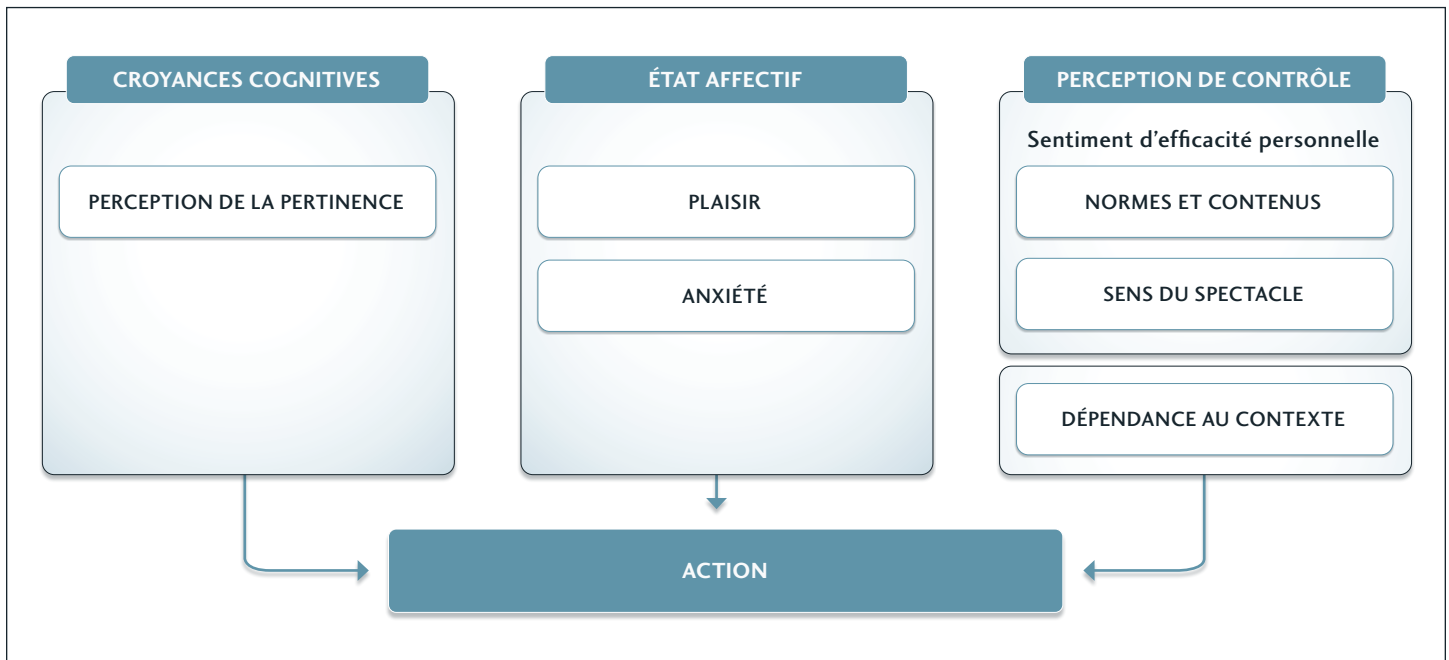 CROYANCES COGNITIVES
PERCEPTION DE LA PERTINENCE
ÉTAT AFFECTIF
PLAISIR
ANXIÉTÉ
PERCEPTION DE CONTRÔLE
Sentiment d'efficacité personnelle
NORMES ET CONTENUS
SENS DU SPECTACLE
DÉPENDANCE AU CONTEXTE
ACTION